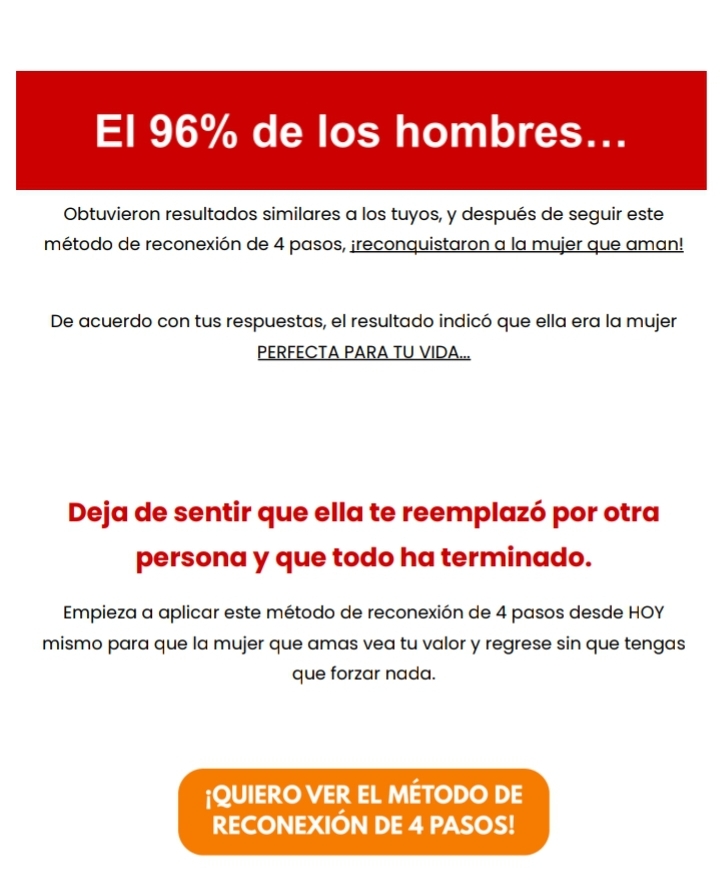 El 96% de los hombres...
Obtuvieron resultados similares a los tuyos, y después de seguir este
método de reconexión de 4 pasos, ¡reconquistaron a la mujer que aman!
De acuerdo con tus respuestas, el resultado indicó que ella era la mujer
PERFECTA PARA TU VIDA...
Deja de sentir que ella te reemplazó por otra
persona y que todo ha terminado.
Empieza a aplicar este método de reconexión de 4 pasos desde HOY
mismo para que la mujer que amas vea tu valor y regrese sin que tengas
que forzar nada.
¡QUIERO VER EL MÉTODO DE
RECONEXIÓN DE 4 PASOS!